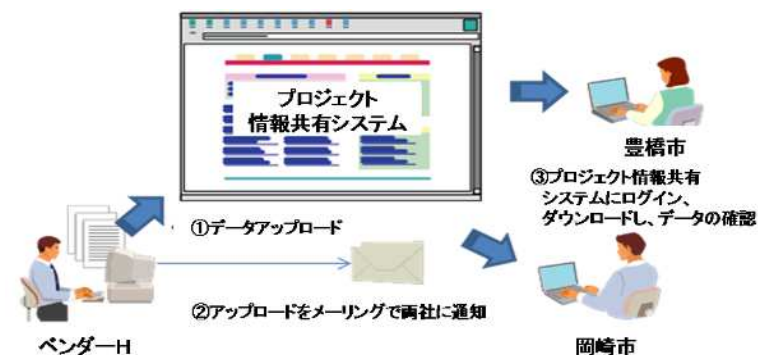 プロジェクト
情報共有システム
豊橋市
③プロジェクト情報共有
システムにログイン、
ダウンロードし、データの確認
①データアップロード
②アップロードをメーリングで両社に通知
ベンダーH
岡崎市